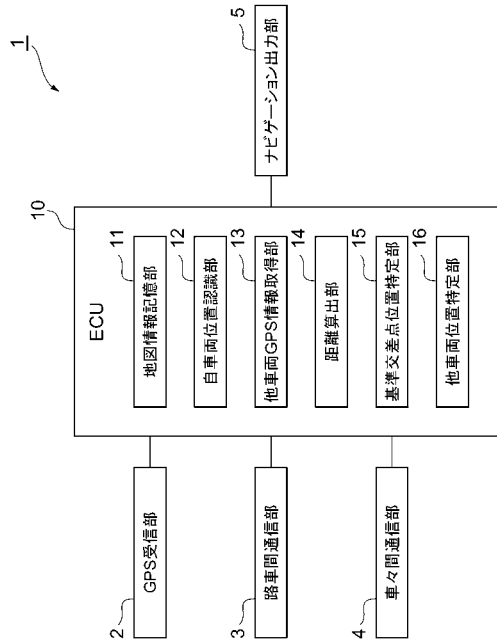 1
2
GPS受信部
3
路車間通信部
4
車々間通信部
10
ECU
11
地図情報記憶部
12
自車両位置認識部
13
他車両GPS情報取得部
14
距離算出部
15
基準交差点位置特定部
16
他車両位置特定部
5
ナビゲーション出力部